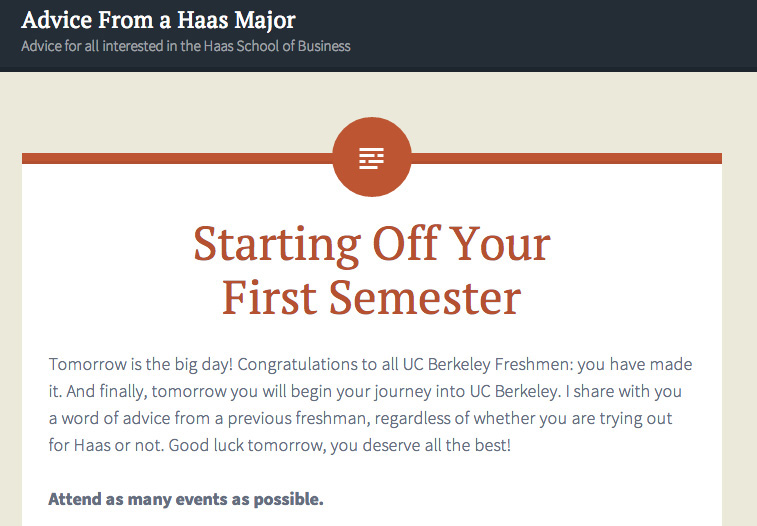 Advice From a Haas Major
Advice for all interested in the Haas School of Business
Starting Off Your
First Semester
Tomorrow is the big day! Congratulations to all UC Berkeley Freshmen: you have made
it. And finally, tomorrow you will begin your journey into UC Berkeley. I share with you
a word of advice from a previous freshman, regardless of whether you are trying out
for Haas or not. Good luck tomorrow, you deserve all the best!
Attend as many events as possible.